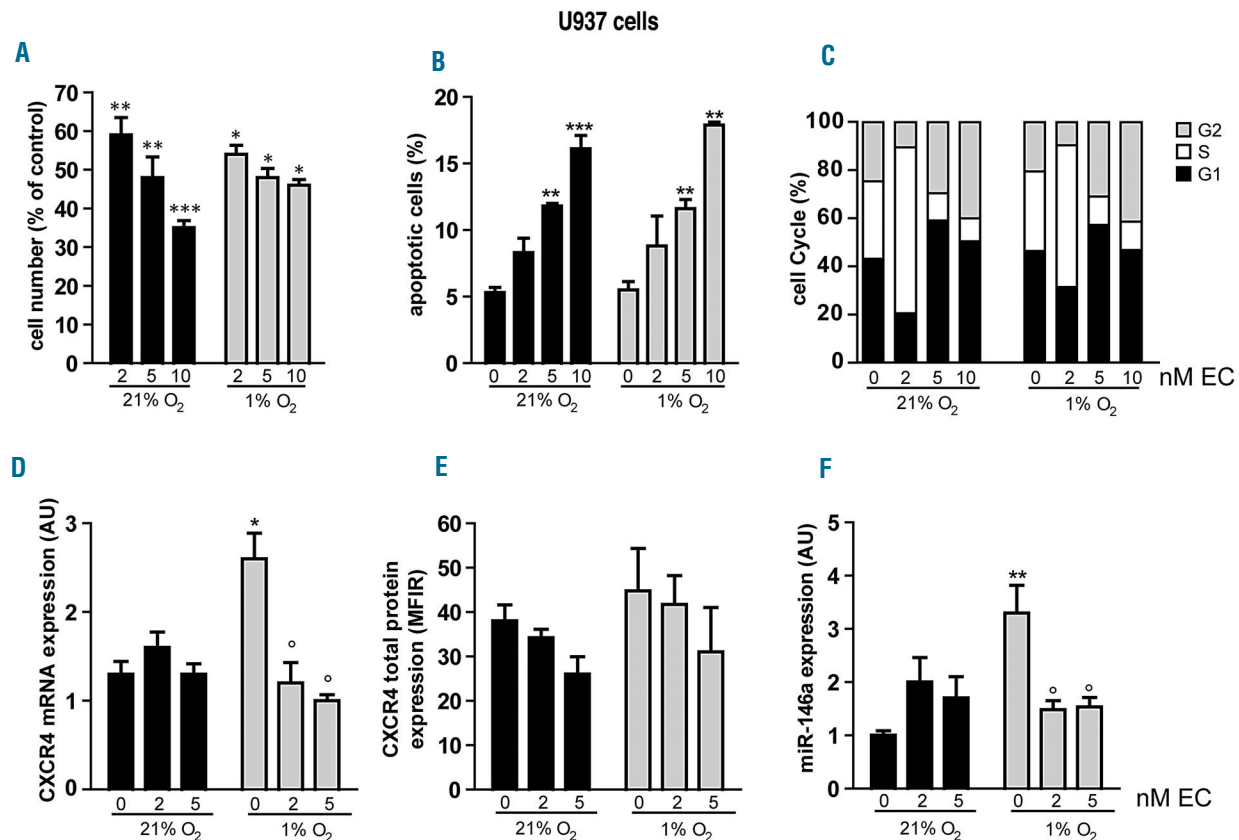 U937 cells
A
cell number (% of control)
70
60
50
40
30
20
10
0
**
**
***
*
*
*
2 5 10 2 5 10
21% O2 1% O2
B
apoptotic cells (%)
20
15
10
5
0
**
***
**
**
0 2 5 10 0 2 5 10
21% O2 1% O2
C
cell Cycle (%)
100
80
60
40
20
0
G2
S
G1
0 2 5 10 0 2 5 10 nM EC
21% O2 1% O2
D
CXCR4 mRNA expression (AU)
3
2
1
0
*
°
°
0 2 5 0 2 5
21% O2 1% O2
E
CXCR4 total protein
expression (MFIR)
60
50
40
30
20
10
0
0 2 5 0 2 5
21% O2 1% O2
F
miR-146a expression (AU)
5
4
3
2
1
0
**
°
°
0 2 5 0 2 5 nM EC
21% O2 1% O2